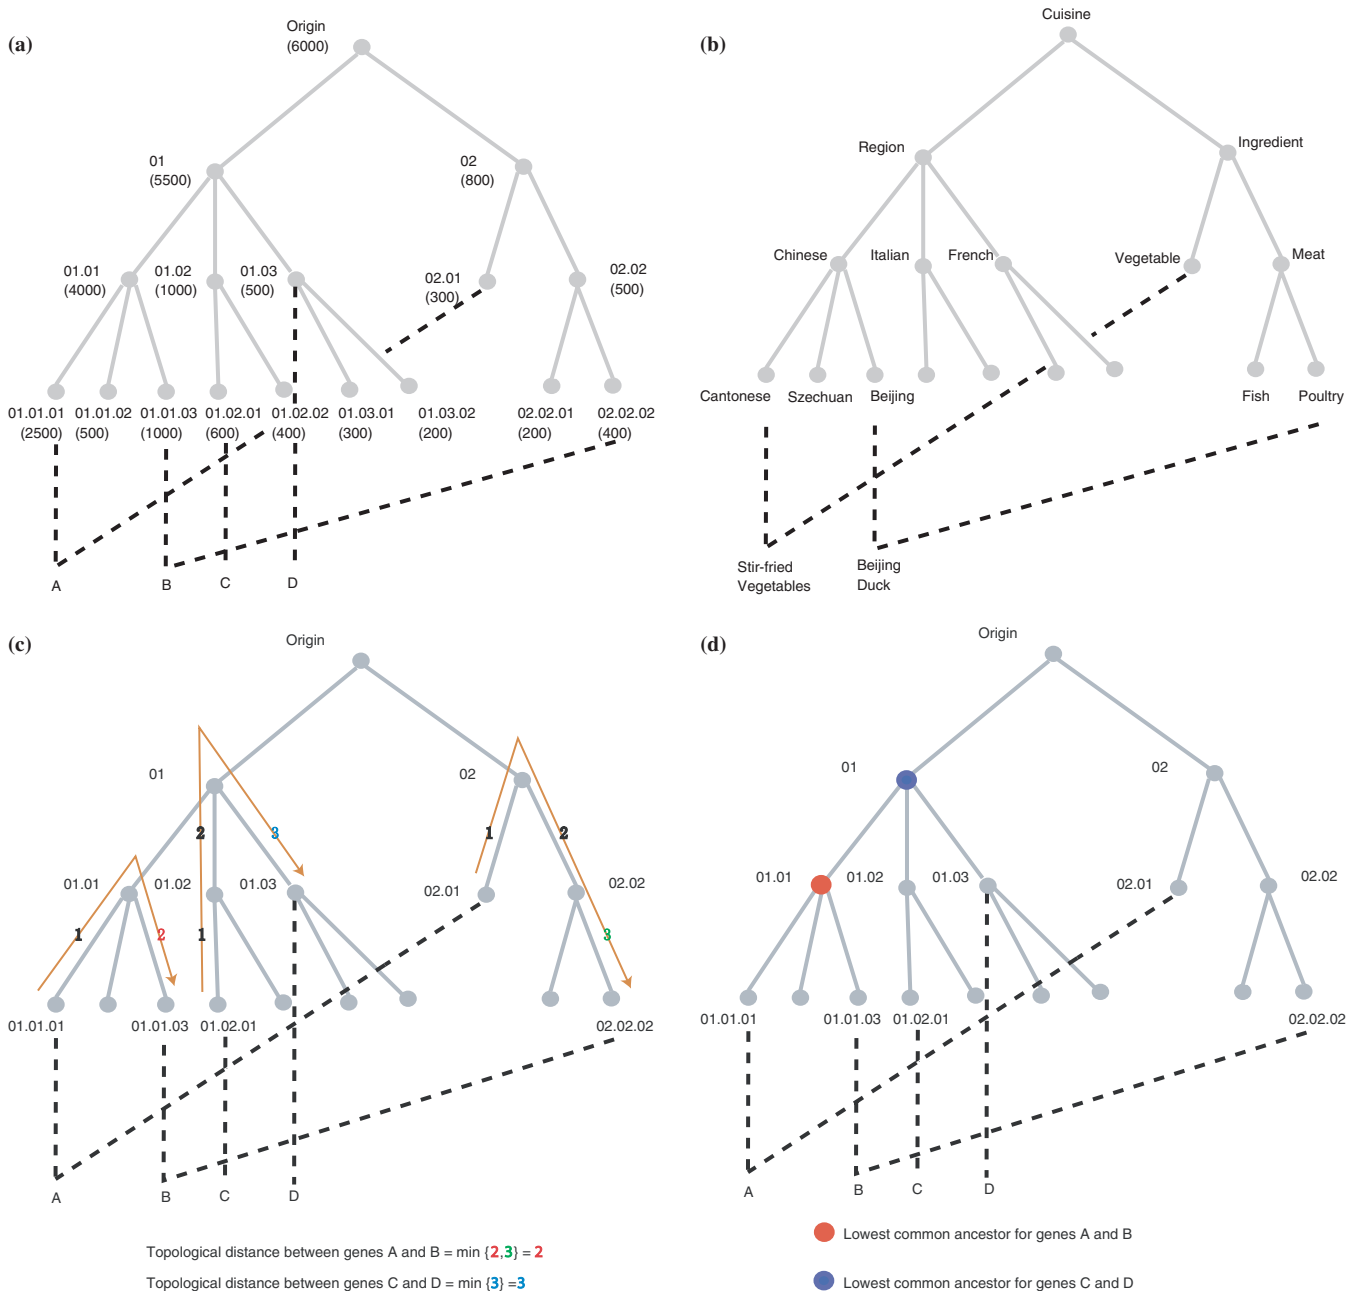 (a)
Origin
(6000)
01
(5500)
02
(800)
01.01
(4000)
01.02
(1000)
01.03
(500)
02.01
(300)
02.02
(500)
01.01.01 01.01.02 01.01.03 01.02.01 01.02.02 01.03.01 01.03.02 02.02.01 02.02.02
(2500) (500) (1000) (600) (400) (300) (200) (200) (400)
A B C D
(b)
Cuisine
Region
Ingredient
Chinese
Italian
French
Vegetable
Meat
Cantonese
Szechuan
Beijing
Fish
Poultry
Stir-fried
Vegetables
Beijing
Duck
(c)
Origin
01
02
2
3
1
2
01.01
01.02
01.03
02.01
02.02
1
2
1
3
01.01.01 01.01.03 01.02.01 02.02.02
A B C D
Topological distance between genes A and B = min {2,3} = 2
Topological distance between genes C and D = min {3} =3
(d)
Origin
01
02
01.01
01.02
01.03
02.01
02.02
01.01.01 01.01.03 01.02.01 02.02.02
A B C D
Lowest common ancestor for genes A and B
Lowest common ancestor for genes C and D